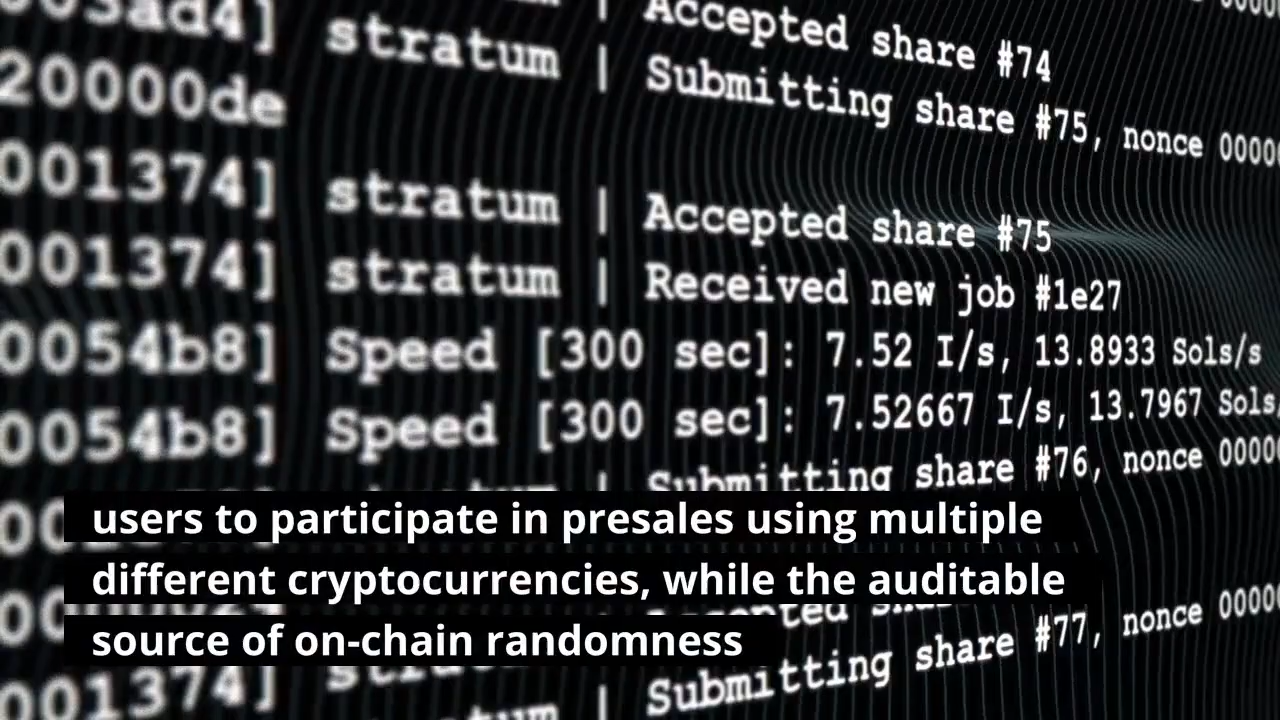 003ad4] stratum | Accepted share #74
20000de
stratum | Submitting share #75, nonce 0000
001374] stratum | Accepted share #75
001374] stratum | Received new job #1e27
0054b8] Speed [300 sec]: 7.52 I/s, 13.8933 Sols/s
0054b8] Speed [300 sec]: 7.52667 I/s, 13.7967 Sols
Submitting share #76, nonce 0000
users to participate in presales using multiple
different cryptocurrencies, while the auditable
source of on-chain randomness
Accepted
001374] stratum | Submitting share #77, nonce 0000